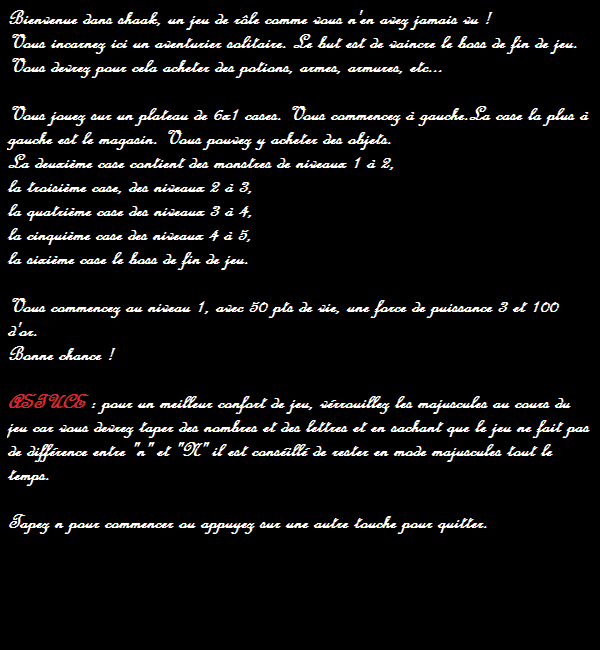 Bienvenue dans shaak, un jeu de râle comme vous n'en avez jamais vu !
Vous incarnez ici un aventurier solitaire. Le but est de vaincre le boss de fin de jeu.
Vous devrez pour cela acheter des potions, armes, armures, etc...
Vous jouez sur un plateau de 6x1 cases. Vous commencez à gauche.La case la plus à
gauche est le magasin. Vous pouvez y acheter des objets.
La deuxième case contient des monstres de niveaux 1 à 2,
la troisième case, des niveaux 2 à 3,
la quatrième case des niveaux 3 à 4,
la cinquième case des niveaux 4 à 5,
la sixième case le boss de fin de jeu.
Vous commencez au niveau 1, avec 50 pts de vie, une force de puissance 3 et 100
d'or.
Bonne chance !
ASTUCE : pour un meilleur confort de jeu, vérrouillez les majuscules au cours du
jeu car vous devrez taper des nombres et des lettres et en sachant que le jeu ne fait pas
de différence entre "n" et "N" il est conséillé de rester en mode majuscules tout le
temps.
Tapez n pour commencer ou appuyez sur une autre touche pour quitter.